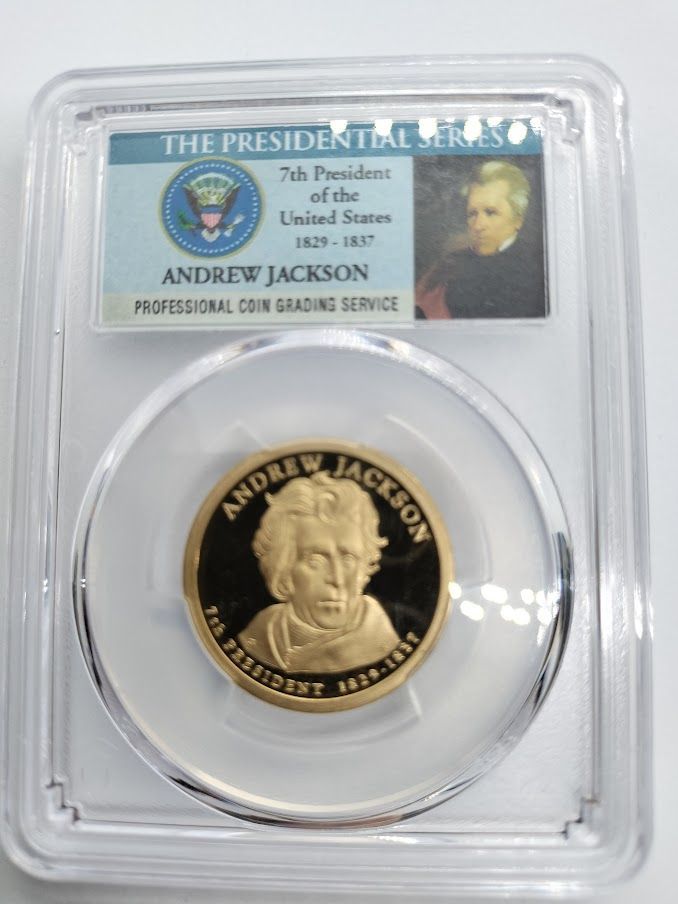 THE PRESIDENTIAL SERIES
7th President
of the
United States
1829 - 1837
ANDREW JACKSON
PROFESSIONAL COIN GRADING SERVICE
ANDREW JACKSON
7th PRESIDENT 1829-1837